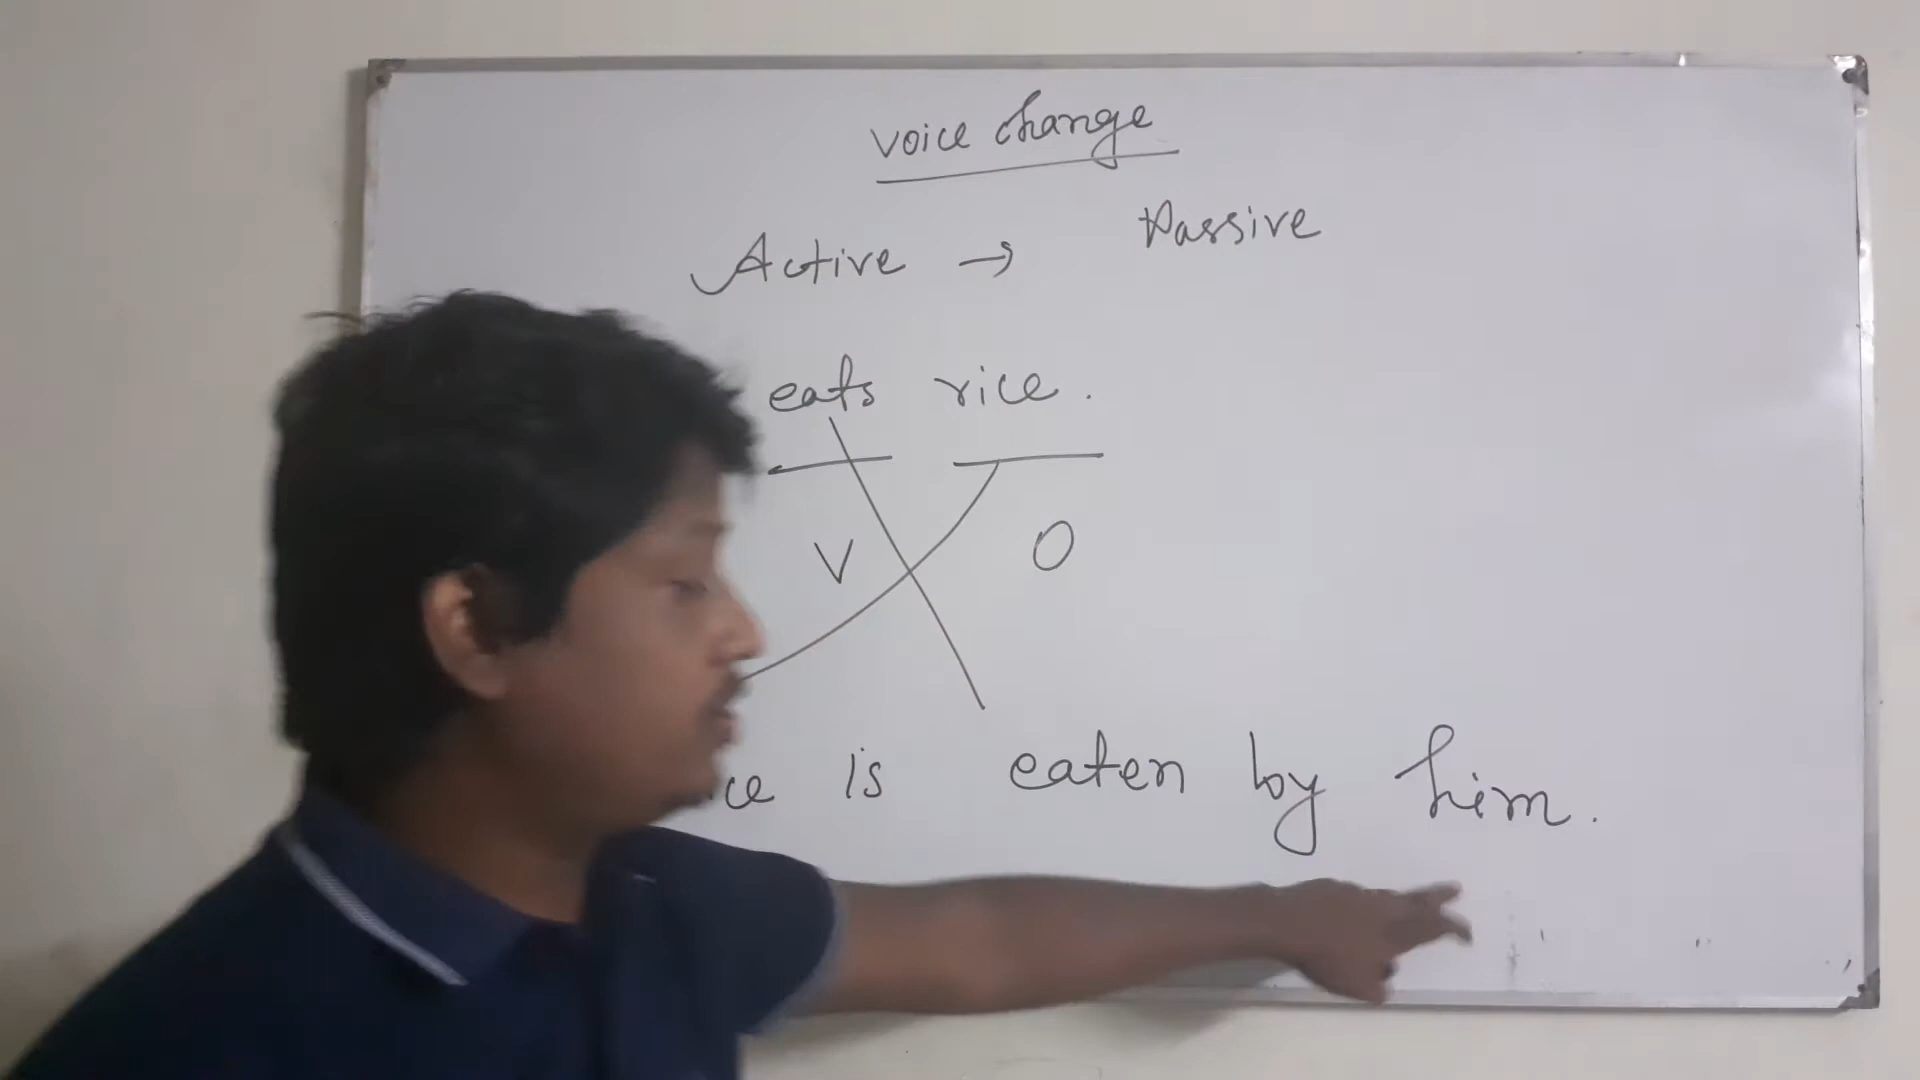 voice change
Active → Passive
eats rice.
V O
ce is eaten by him.